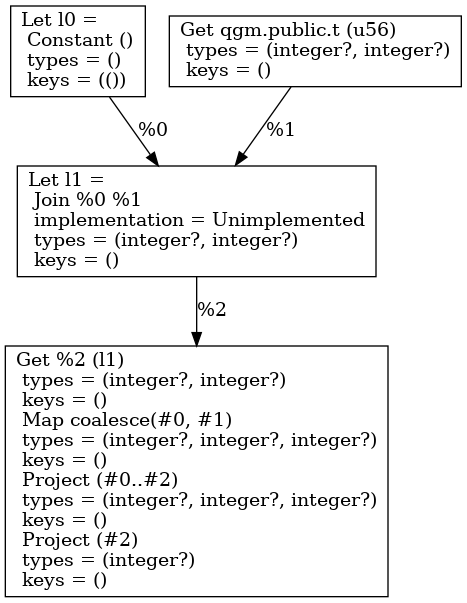 Let l0 =
Constant ()
types = ()
keys = (())
Get qgm.public.t (u56)
types = (integer?, integer?)
keys = ()
%0
%1
Let l1 =
Join %0 %1
implementation = Unimplemented
types = (integer?, integer?)
keys = ()
%2
Get %2 (l1)
types = (integer?, integer?)
keys = ()
Map coalesce(#0, #1)
types = (integer?, integer?, integer?)
keys = ()
Project (#0..#2)
types = (integer?, integer?, integer?)
keys = ()
Project (#2)
types = (integer?)
keys = ()